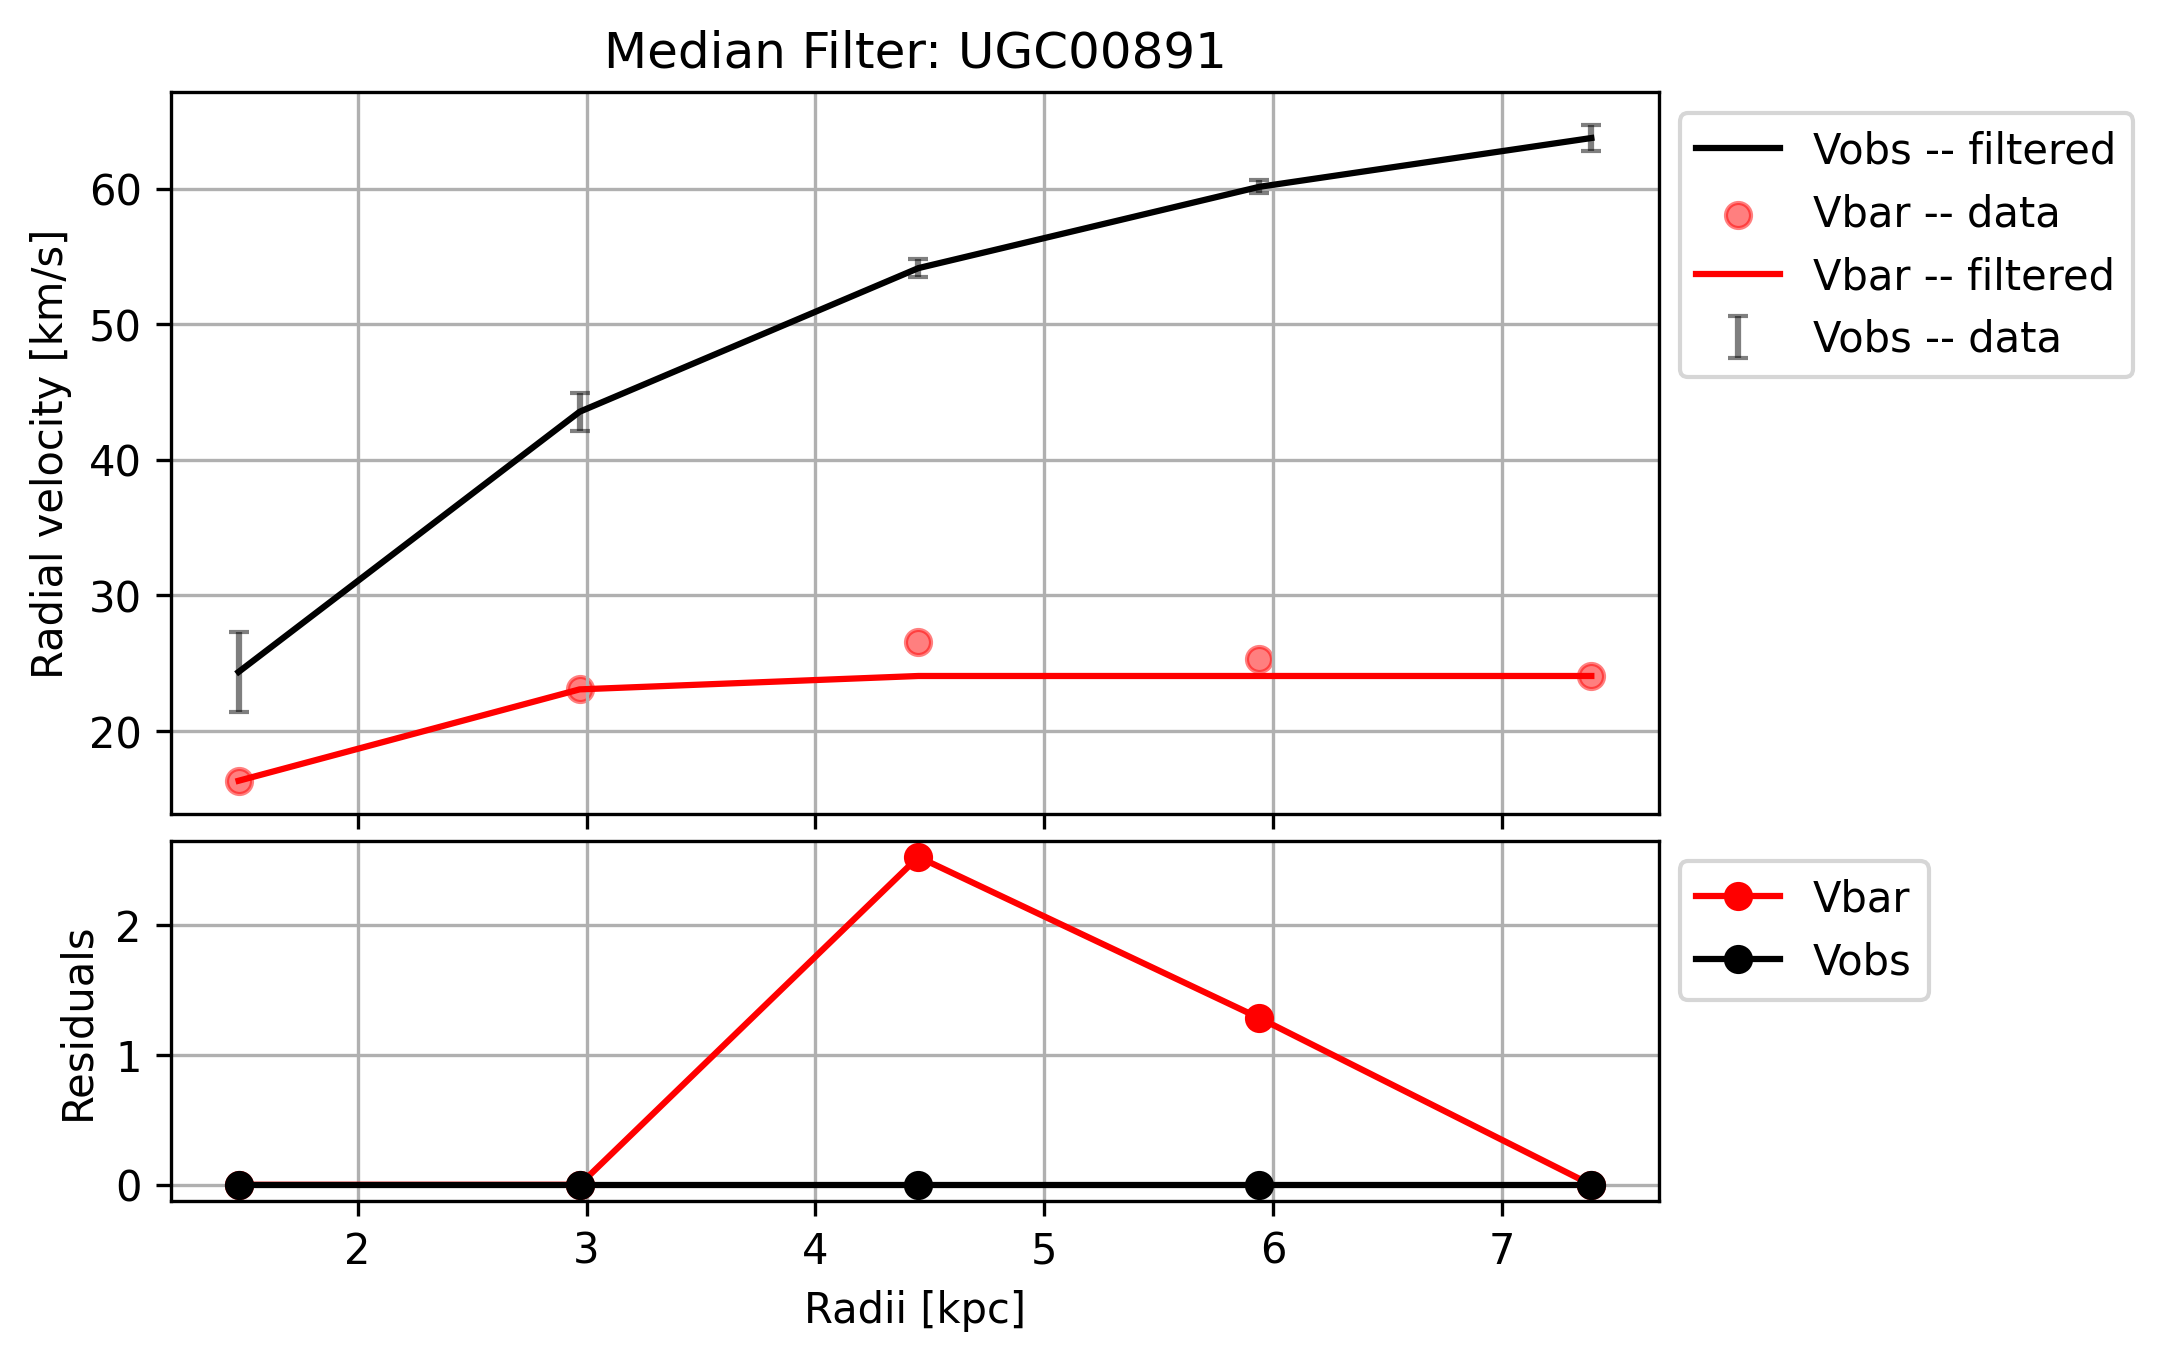 Median Filter: UGC00891
Radial velocity [km/s]
60
50
40
30
20
Vobs -- filtered
Vbar -- data
Vbar -- filtered
Vobs -- data
Residuals
2
1
0
Vbar
Vobs
2 3 4 5 6 7
Radii [kpc]